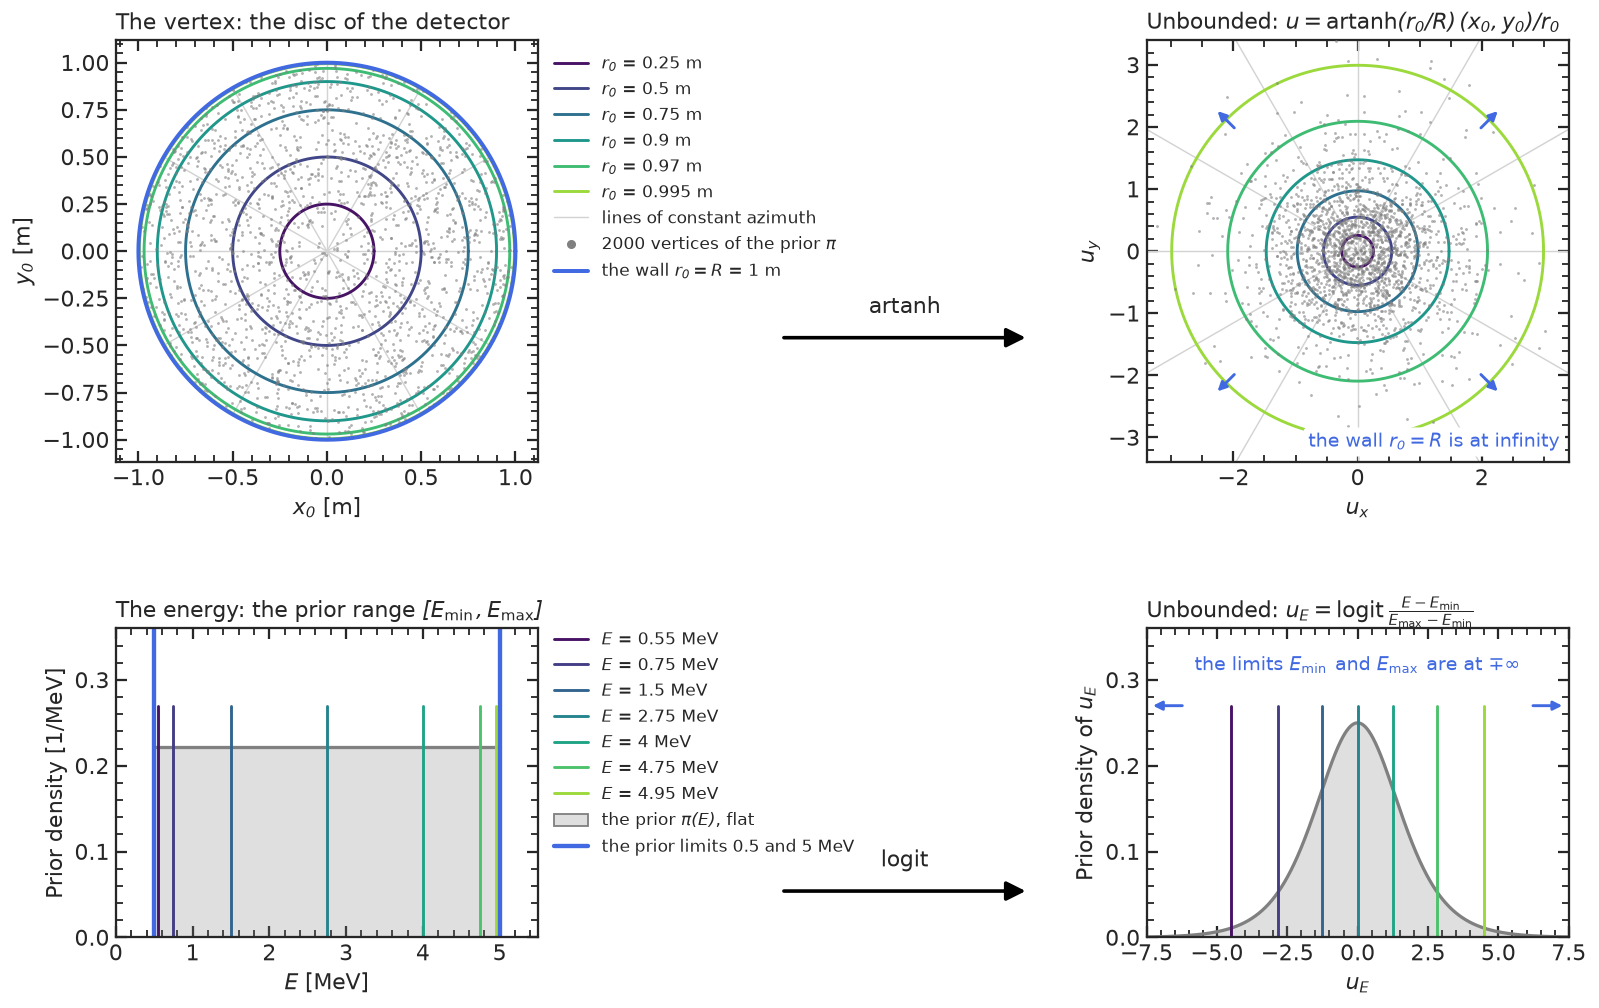 The vertex: the disc of the detector
1.00
0.75
0.50
0.25
0.00
−0.25
−0.50
−0.75
−1.00
y₀ [m]
−1.0 −0.5 0.0 0.5 1.0
x₀ [m]
r₀ = 0.25 m
r₀ = 0.5 m
r₀ = 0.75 m
r₀ = 0.9 m
r₀ = 0.97 m
r₀ = 0.995 m
lines of constant azimuth
2000 vertices of the prior π
the wall r₀ = R = 1 m
artanh
Unbounded: u = artanh(r₀/R) (x₀, y₀)/r₀
3
2
1
0
−1
−2
−3
u_y
the wall r₀ = R is at infinity
−2 0 2
u_x
The energy: the prior range [E_min, E_max]
0.3
0.2
0.1
0.0
Prior density [1/MeV]
0 1 2 3 4 5
E [MeV]
E = 0.55 MeV
E = 0.75 MeV
E = 1.5 MeV
E = 2.75 MeV
E = 4 MeV
E = 4.75 MeV
E = 4.95 MeV
the prior π(E), flat
the prior limits 0.5 and 5 MeV
logit
Unbounded: u_E = logit (E − E_min)/(E_max − E_min)
the limits E_min and E_max are at ∓∞
0.3
0.2
0.1
0.0
Prior density of u_E
−7.5 −5.0 −2.5 0.0 2.5 5.0 7.5
u_E